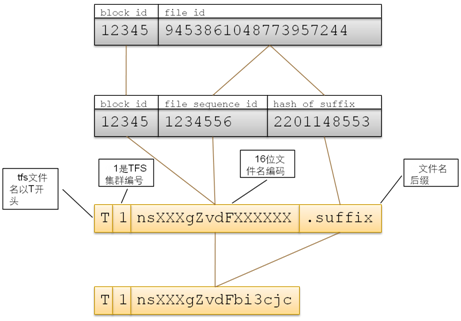 block id file id
12345 9453861048773957244
block id file sequence id hash of suffix
12345 1234556 2201148553
tfs文件名以T开头
1是TFS集群编号
16位文件名编码
文件名后缀
T 1 nsXXXgZvdFXXXXXX .suffix
T 1 nsXXXgZvdFbi3cjc